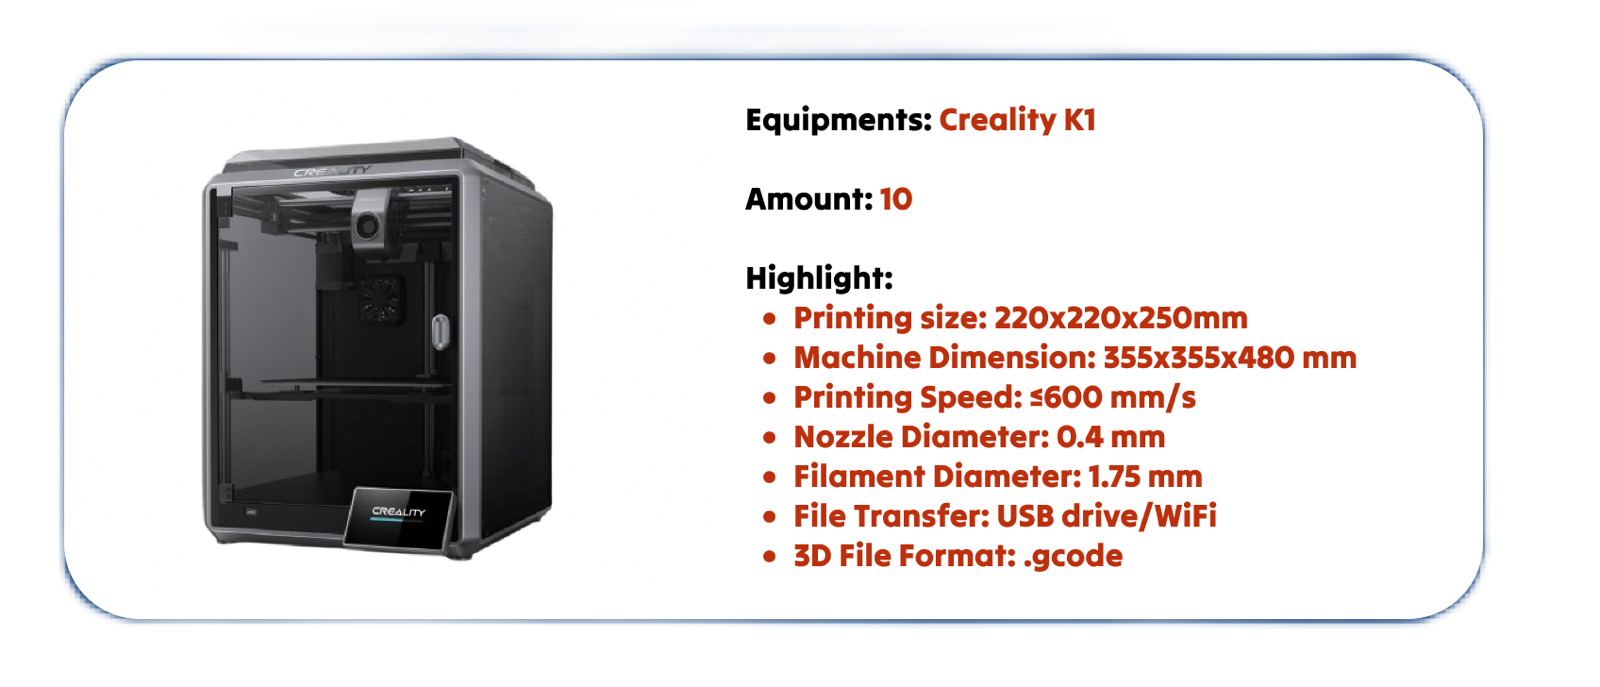 CREALITY
CREALITY
Equipments: Creality K1
Amount: 10
Highlight:
• Printing size: 220x220x250mm
• Machine Dimension: 355x355x480 mm
• Printing Speed: ≤600 mm/s
• Nozzle Diameter: 0.4 mm
• Filament Diameter: 1.75 mm
• File Transfer: USB drive/WiFi
• 3D File Format: .gcode